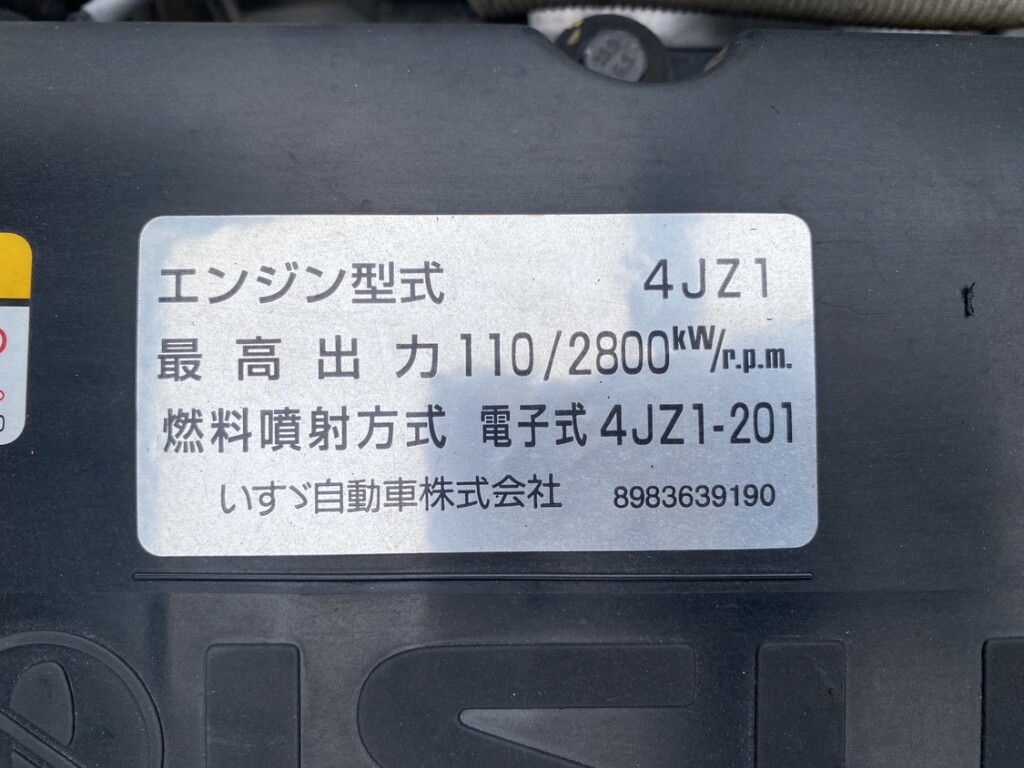 エンジン型式 4JZ1
最高出力 110/2800kW/r.p.m.
燃料噴射方式 電子式 4JZ1-201
いすゞ自動車株式会社 8983639190